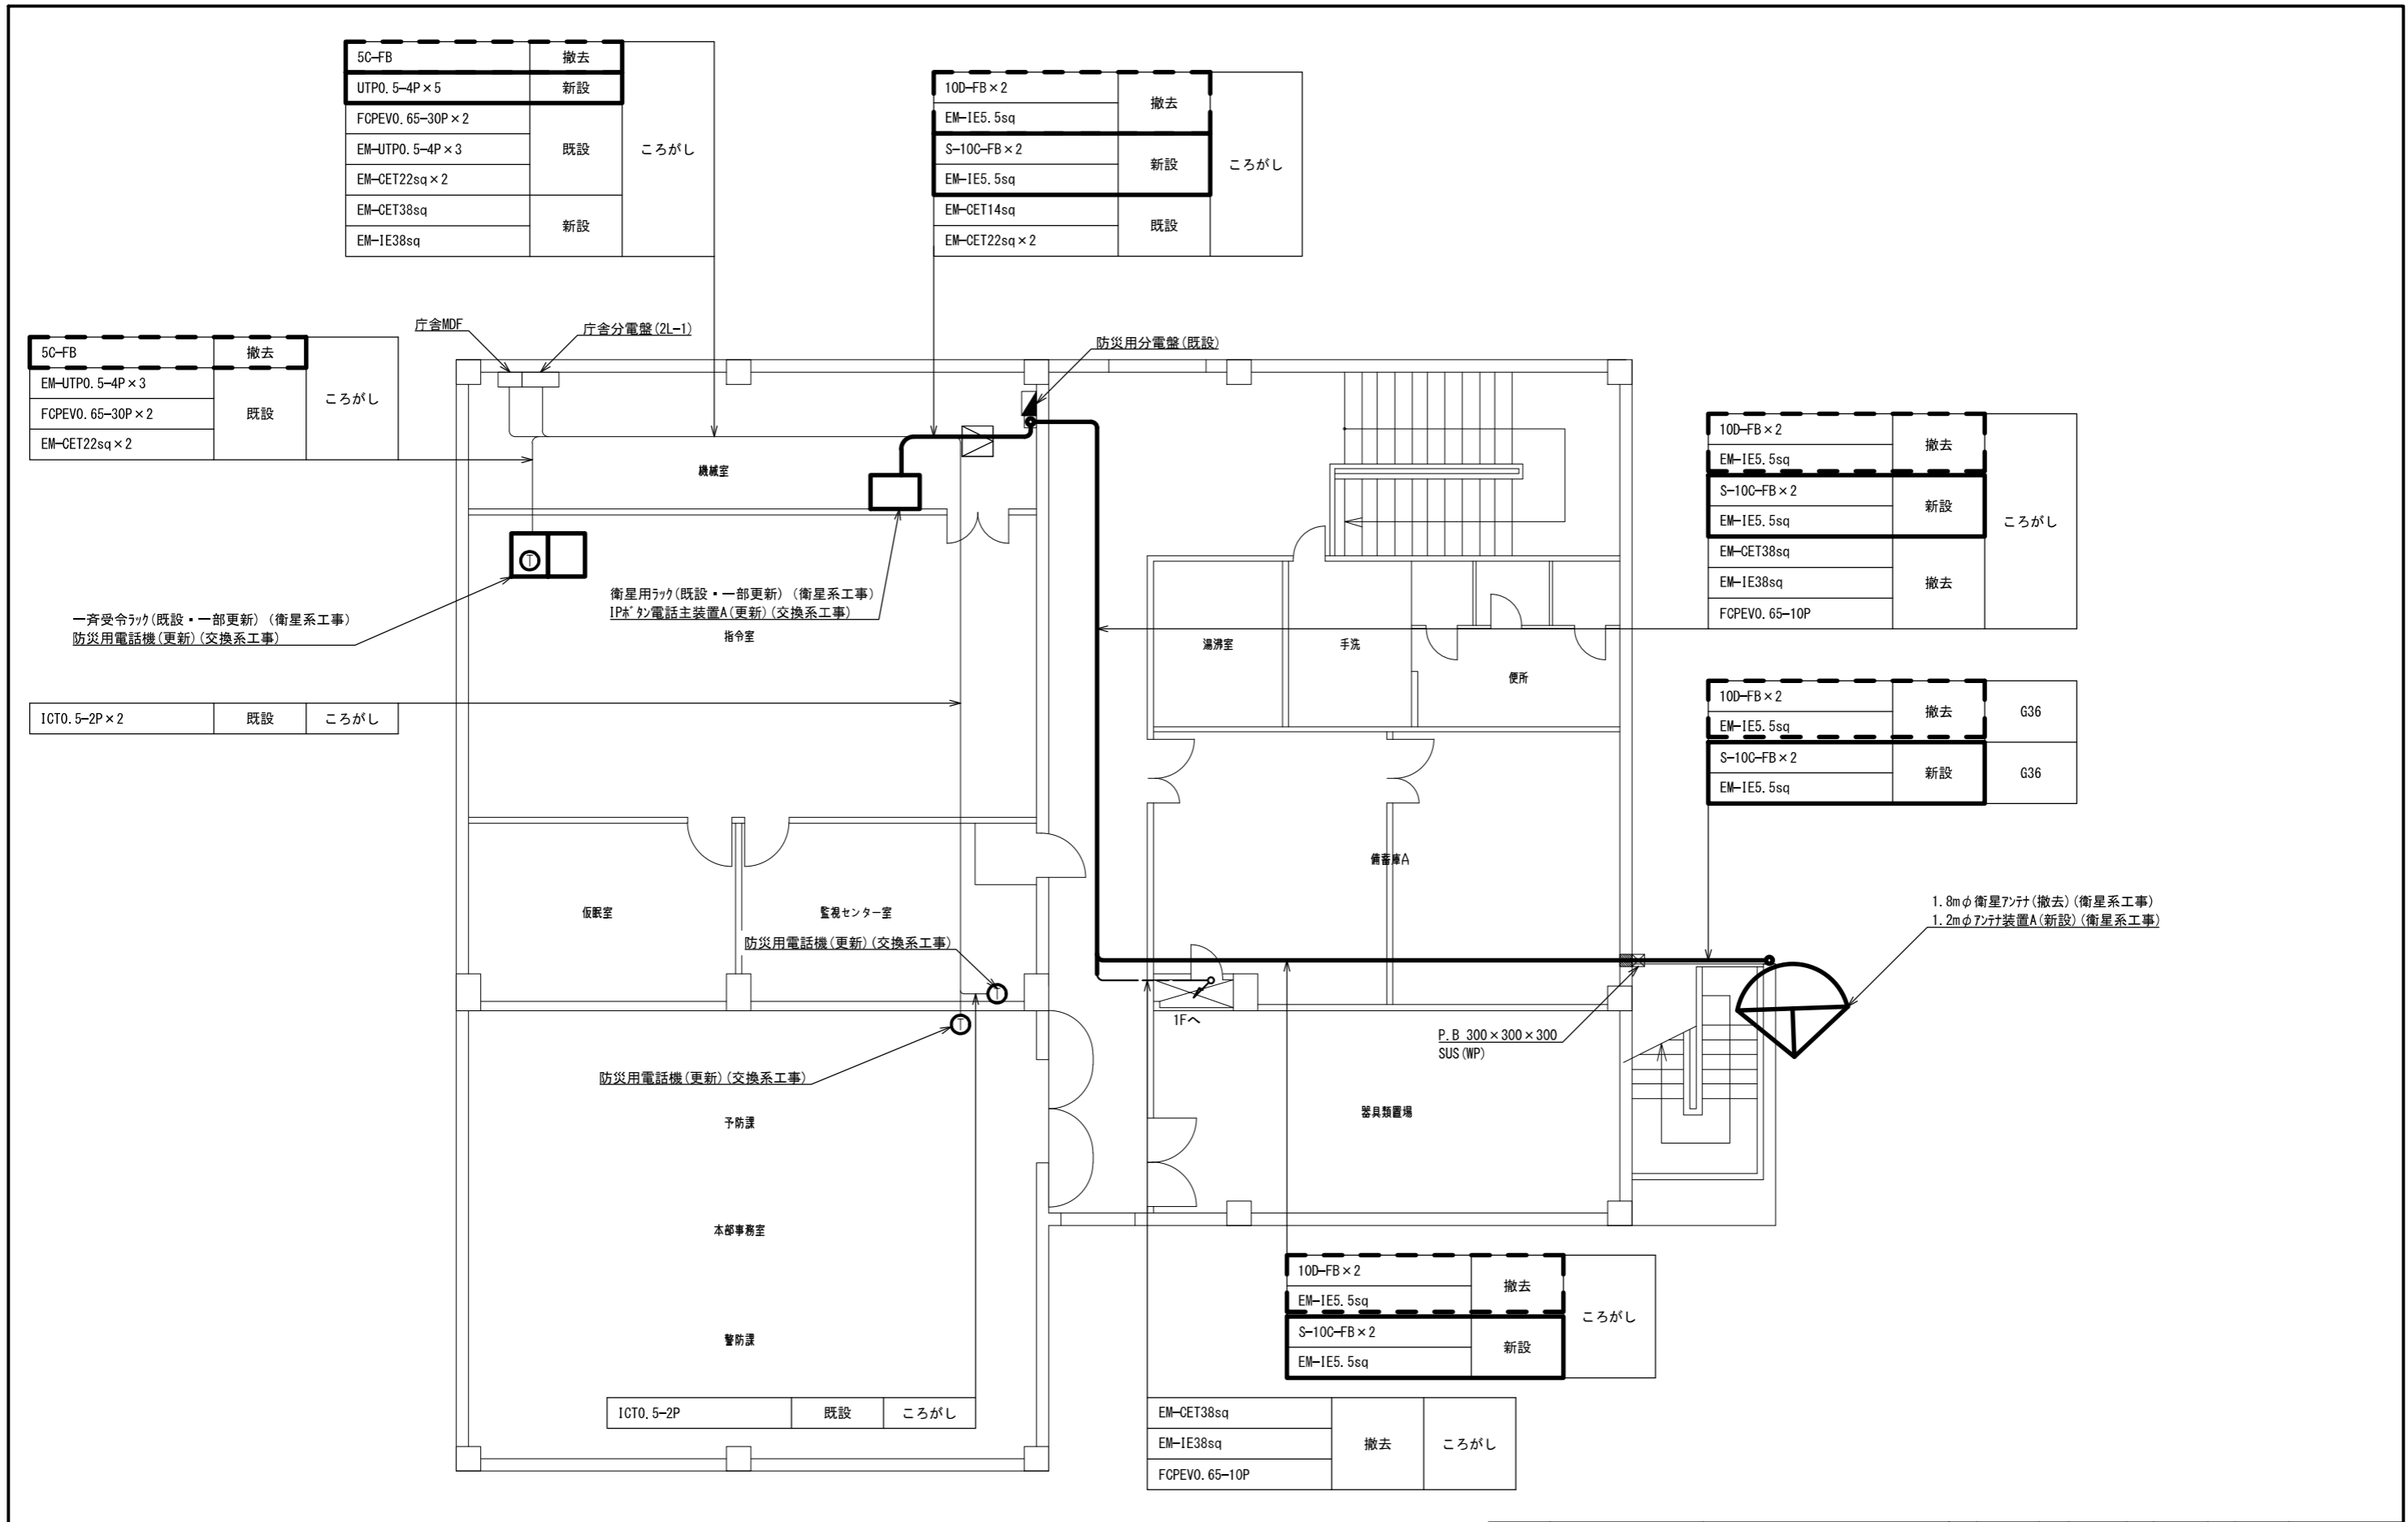 5C-FB 撤去
UTP0.5-4P×5 新設
FCPEV0.65-30P×2
EM-UTP0.5-4P×3 既設 ころがし
EM-CET22sq×2
EM-CET38sq
新設
EM-IE38sq
10D-FB×2
撤去
EM-IE5.5sq
S-10C-FB×2
新設 ころがし
EM-IE5.5sq
EM-CET14sq
既設
EM-CET22sq×2
庁舎MDF
庁舎分電盤(2L-1)
防災用分電盤(既設)
5C-FB 撤去
EM-UTP0.5-4P×3
ころがし
FCPEV0.65-30P×2 既設
EM-CET22sq×2
機械室
10D-FB×2
撤去
EM-IE5.5sq
S-10C-FB×2
新設
EM-IE5.5sq
ころがし
EM-CET38sq
EM-IE38sq 撤去
FCPEV0.65-10P
一斉受令ラック(既設・一部更新)(衛星系工事)
防災用電話機(更新)(交換系工事)
T
衛星用ラック(既設・一部更新)(衛星系工事)
IPボタン電話主装置A(更新)(交換系工事)
指令室
湯沸室
手洗
便所
ICT0.5-2P×2 既設 ころがし
10D-FB×2
撤去 G36
EM-IE5.5sq
S-10C-FB×2
新設 G36
EM-IE5.5sq
備蓄庫A
仮眠室
監視センター室
防災用電話機(更新)(交換系工事)
T
1.8mφ衛星アンテナ(撤去)(衛星系工事)
1.2mφアンテナ装置A(新設)(衛星系工事)
1Fへ
T
P.B 300×300×300
SUS(WP)
防災用電話機(更新)(交換系工事)
予防課
器具類置場
本部事務室
警防課
10D-FB×2
撤去
EM-IE5.5sq
ころがし
S-10C-FB×2
新設
EM-IE5.5sq
ICT0.5-2P 既設 ころがし
EM-CET38sq
EM-IE38sq 撤去 ころがし
FCPEV0.65-10P